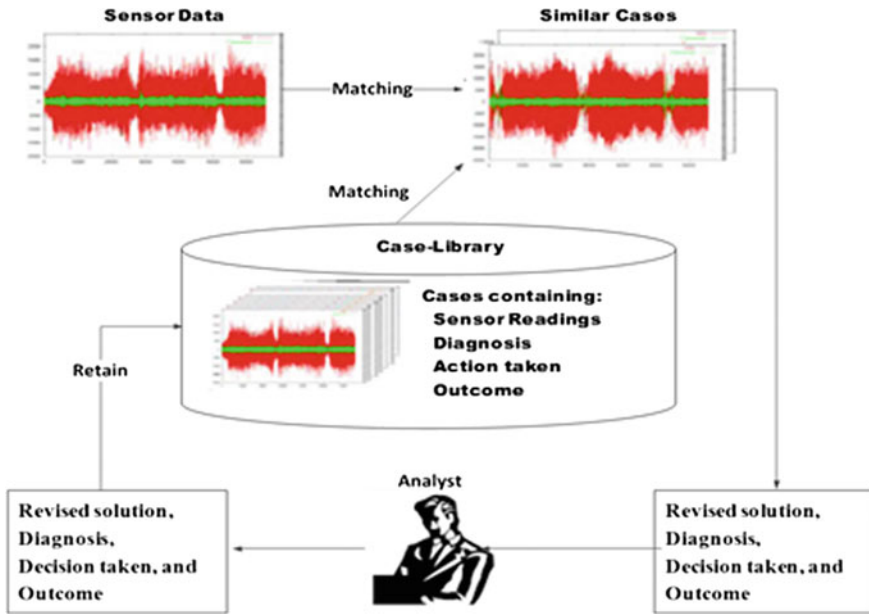 Sensor Data
Similar Cases
Matching
Matching
Case-Library
Cases containing:
Sensor Readings
Diagnosis
Action taken
Outcome
Retain
Analyst
Revised solution,
Diagnosis,
Decision taken, and
Outcome
Revised solution,
Diagnosis,
Decision taken, and
Outcome